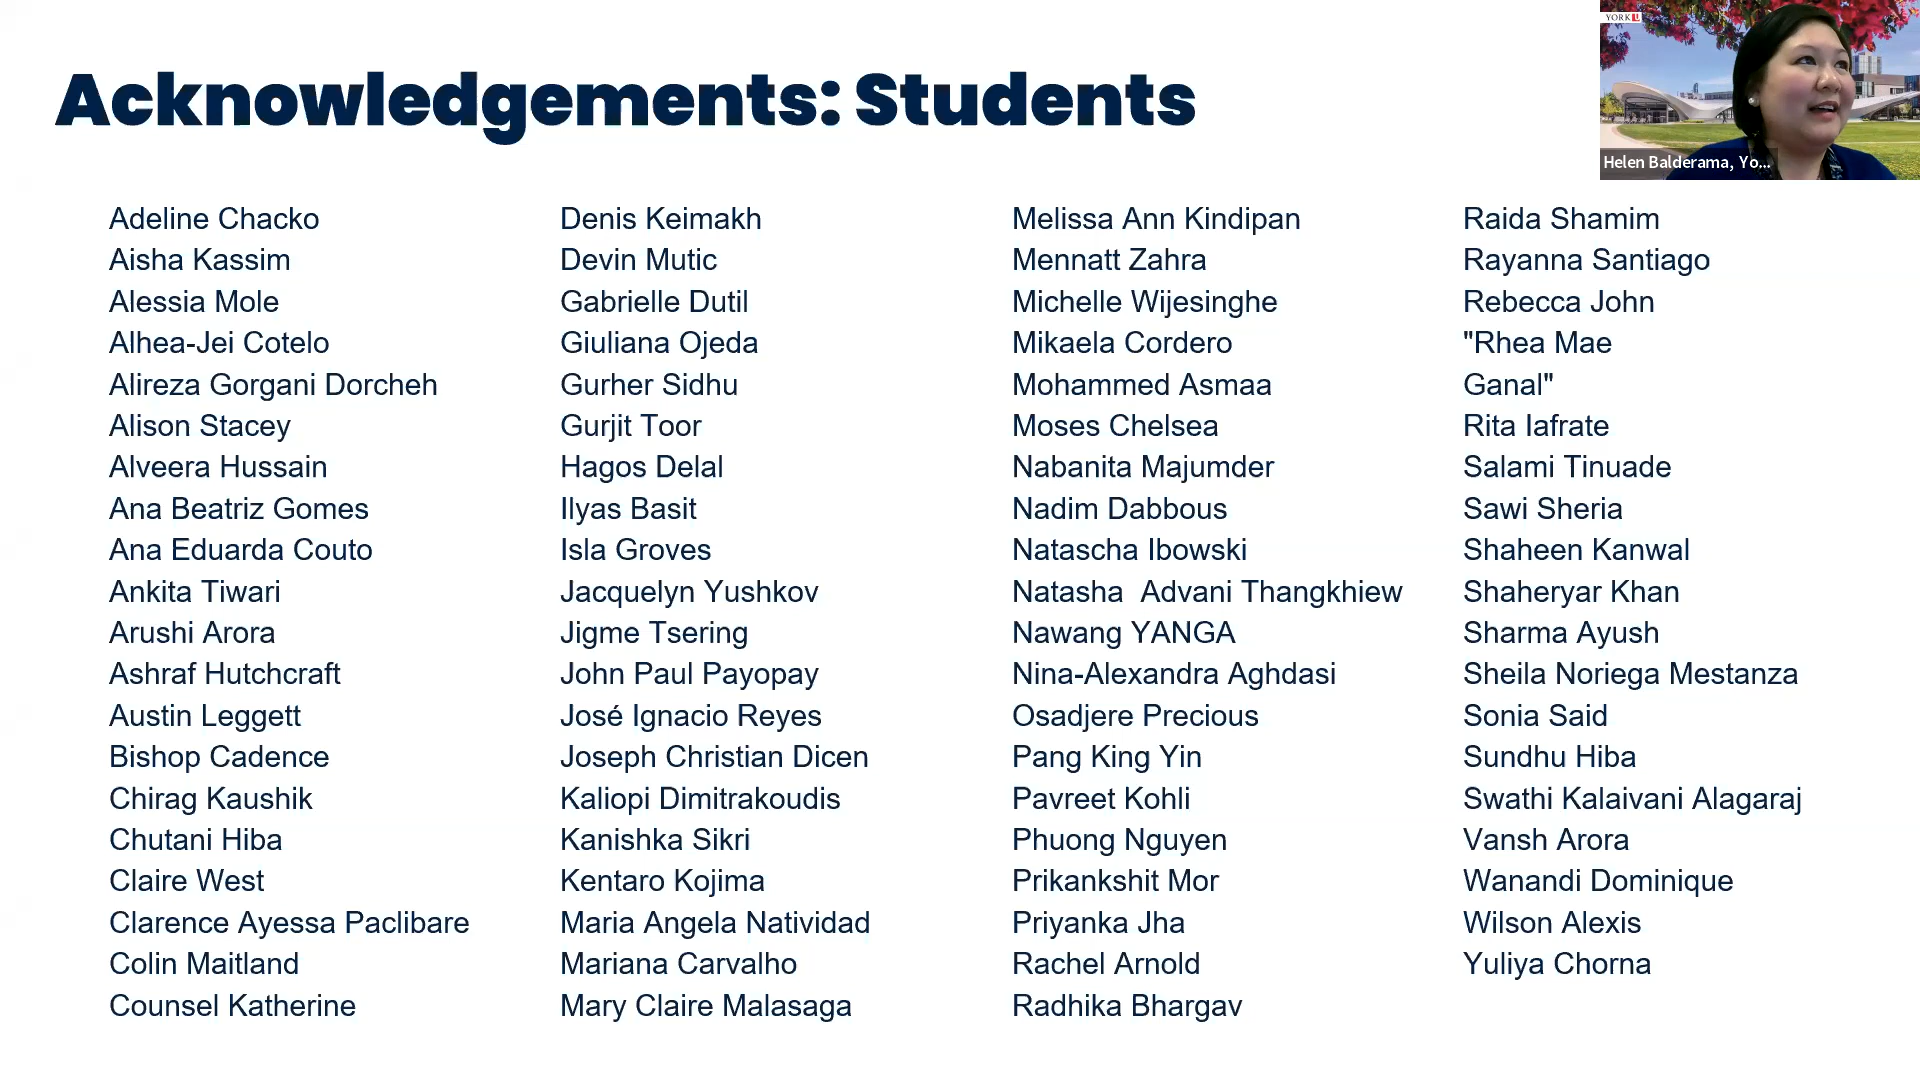 YORK U
Acknowledgements: Students
Helen Balderama, Yo...
Adeline Chacko
Aisha Kassim
Alessia Mole
Alhea-Jei Cotelo
Alireza Gorgani Dorcheh
Alison Stacey
Alveera Hussain
Ana Beatriz Gomes
Ana Eduarda Couto
Ankita Tiwari
Arushi Arora
Ashraf Hutchcraft
Austin Leggett
Bishop Cadence
Chirag Kaushik
Chutani Hiba
Claire West
Clarence Ayessa Paclibare
Colin Maitland
Counsel Katherine
Denis Keimakh
Devin Mutic
Gabrielle Dutil
Giuliana Ojeda
Gurher Sidhu
Gurjit Toor
Hagos Delal
Ilyas Basit
Isla Groves
Jacquelyn Yushkov
Jigme Tsering
John Paul Payopay
José Ignacio Reyes
Joseph Christian Dicen
Kaliopi Dimitrakoudis
Kanishka Sikri
Kentaro Kojima
Maria Angela Natividad
Mariana Carvalho
Mary Claire Malasaga
Melissa Ann Kindipan
Mennatt Zahra
Michelle Wijesinghe
Mikaela Cordero
Mohammed Asmaa
Moses Chelsea
Nabanita Majumder
Nadim Dabbous
Natascha Ibowski
Natasha  Advani Thangkhiew
Nawang YANGA
Nina-Alexandra Aghdasi
Osadjere Precious
Pang King Yin
Pavreet Kohli
Phuong Nguyen
Prikankshit Mor
Priyanka Jha
Rachel Arnold
Radhika Bhargav
Raida Shamim
Rayanna Santiago
Rebecca John
"Rhea Mae
Ganal"
Rita Iafrate
Salami Tinuade
Sawi Sheria
Shaheen Kanwal
Shaheryar Khan
Sharma Ayush
Sheila Noriega Mestanza
Sonia Said
Sundhu Hiba
Swathi Kalaivani Alagaraj
Vansh Arora
Wanandi Dominique
Wilson Alexis
Yuliya Chorna